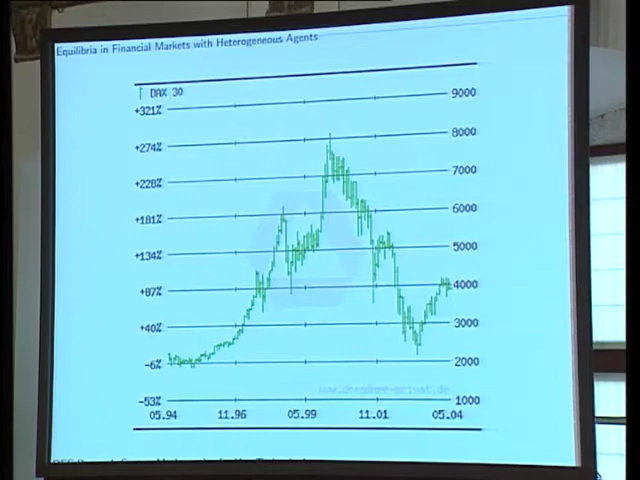 Equilibria in Financial Markets with Heterogeneous Agents
DAX 30
+321% 9000
+274% 8000
+228% 7000
+181% 6000
+134% 5000
+87% 4000
+40% 3000
-6% 2000
www.dresdner-privat.de
-53% 1000
05.94 11.96 05.99 11.01 05.04